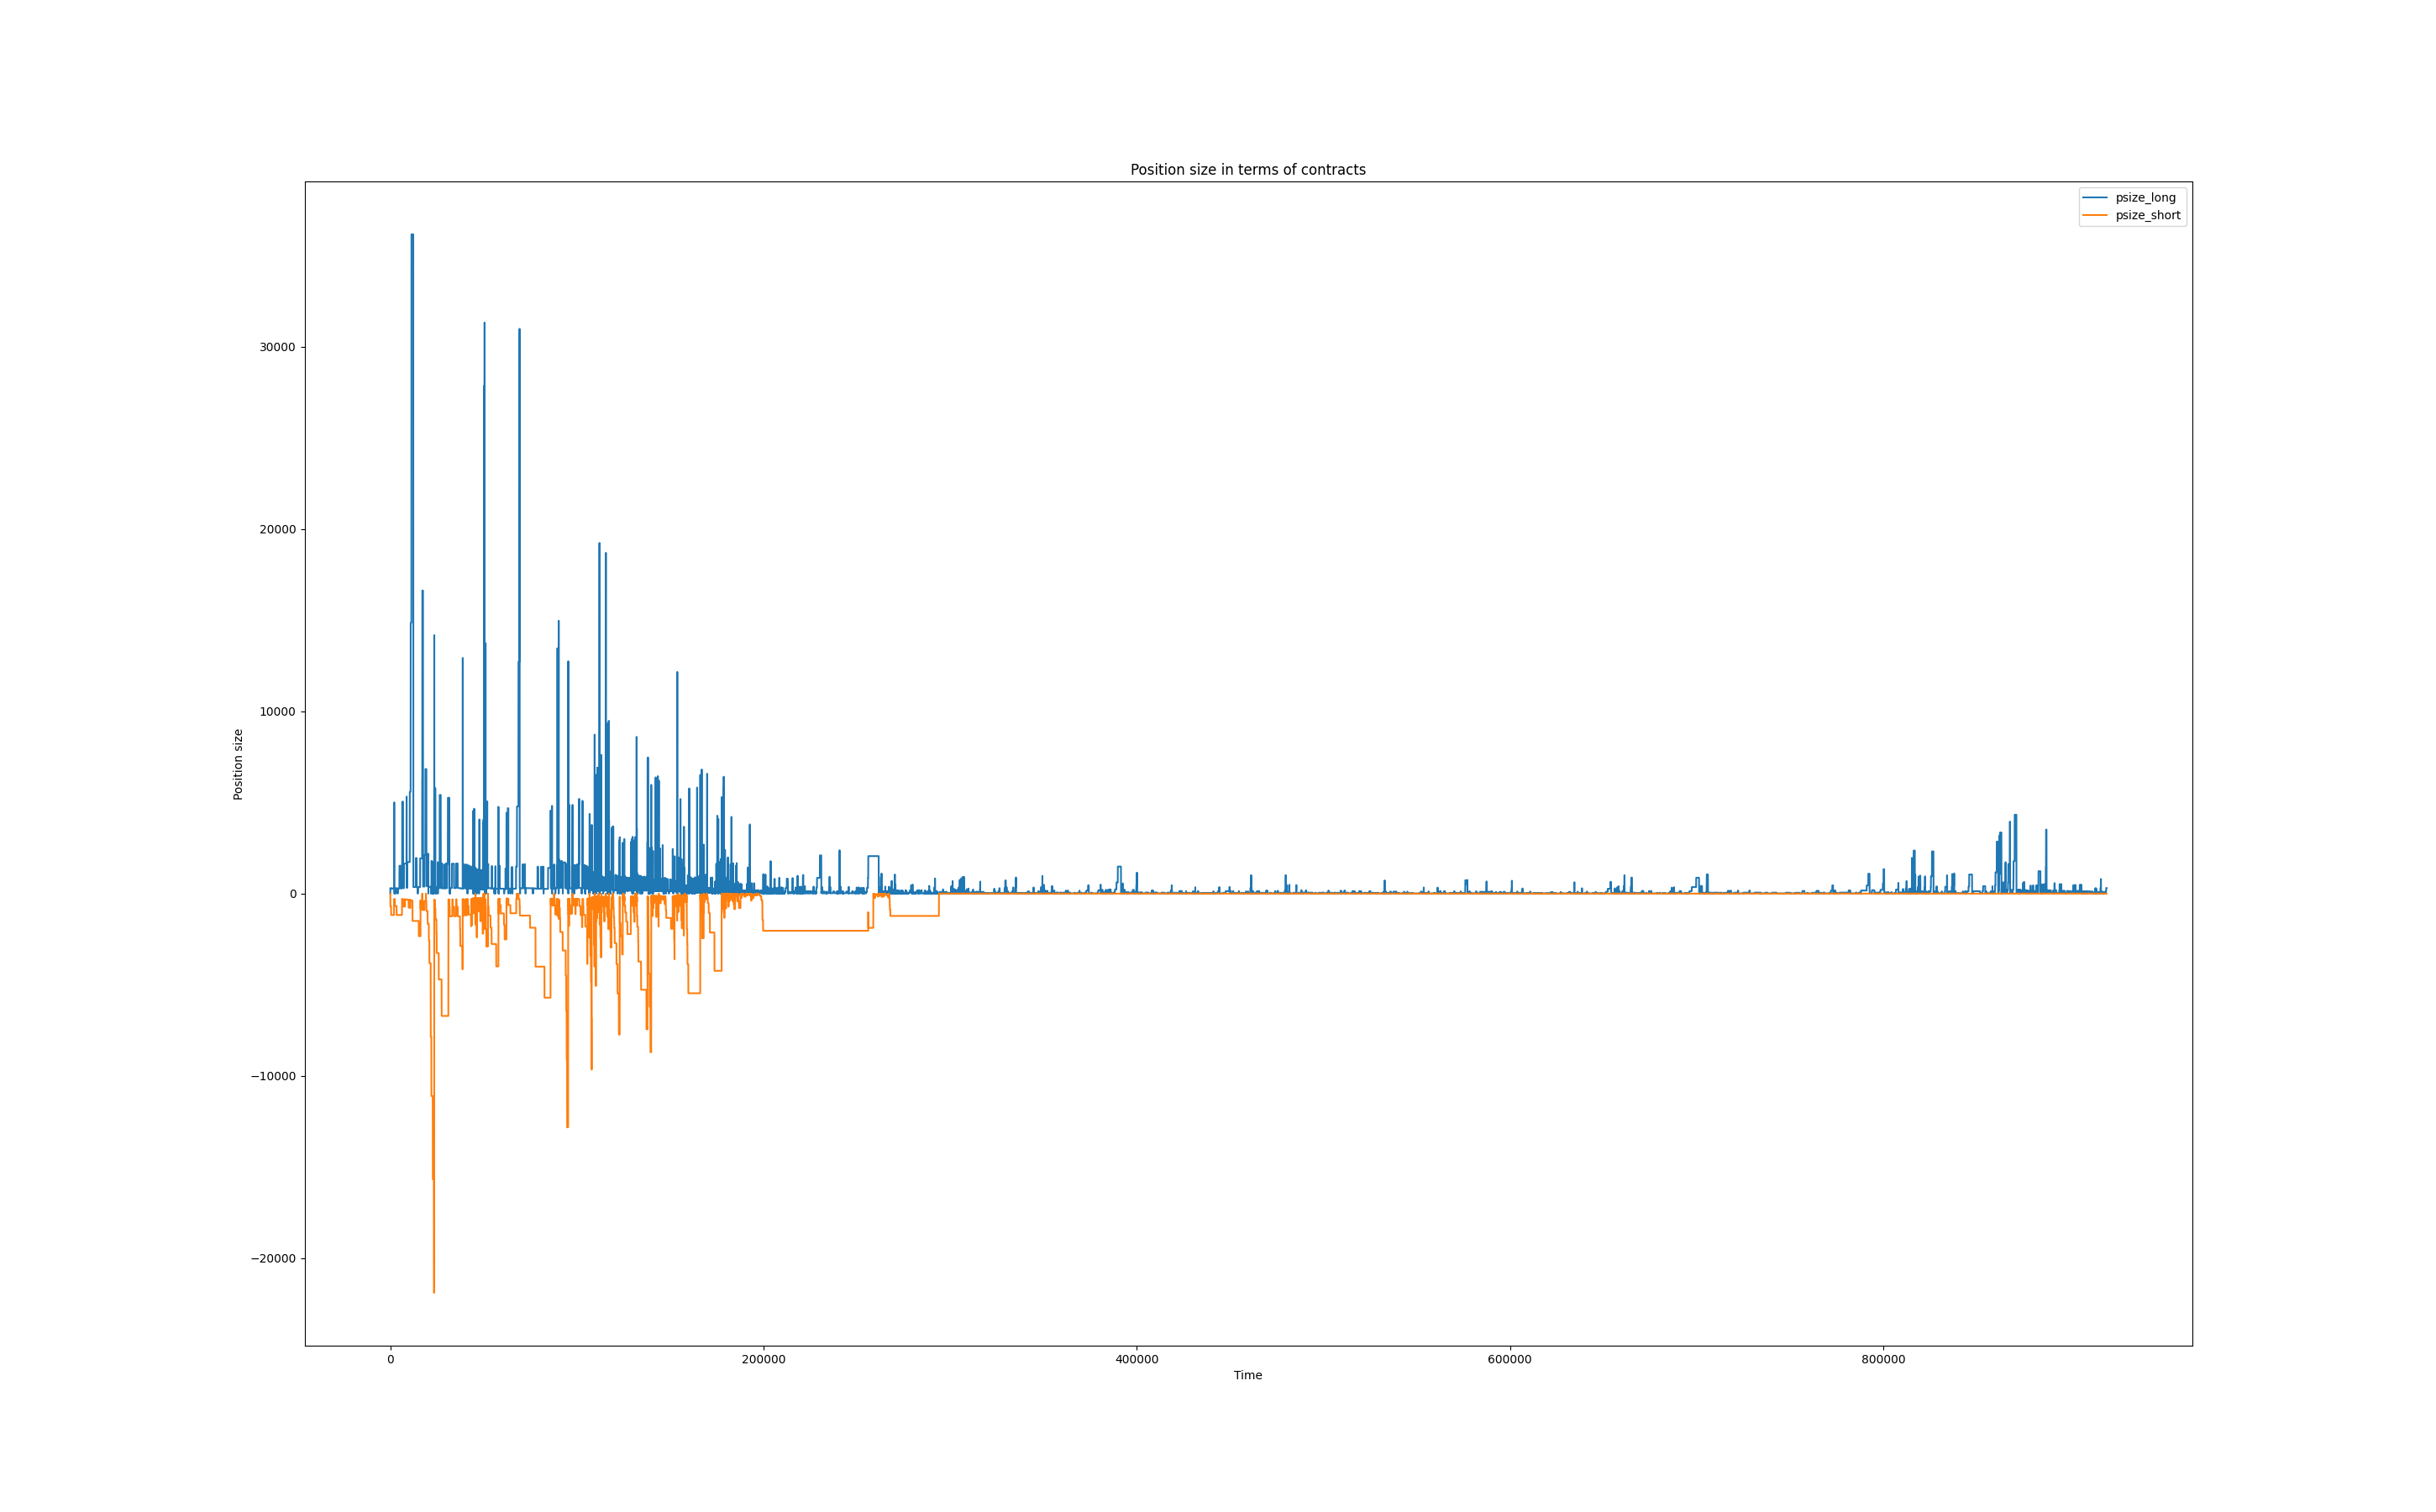 Position size in terms of contracts
psize_long
psize_short
30000
20000
10000
0
−10000
−20000
Position size
0
200000
400000
600000
800000
Time